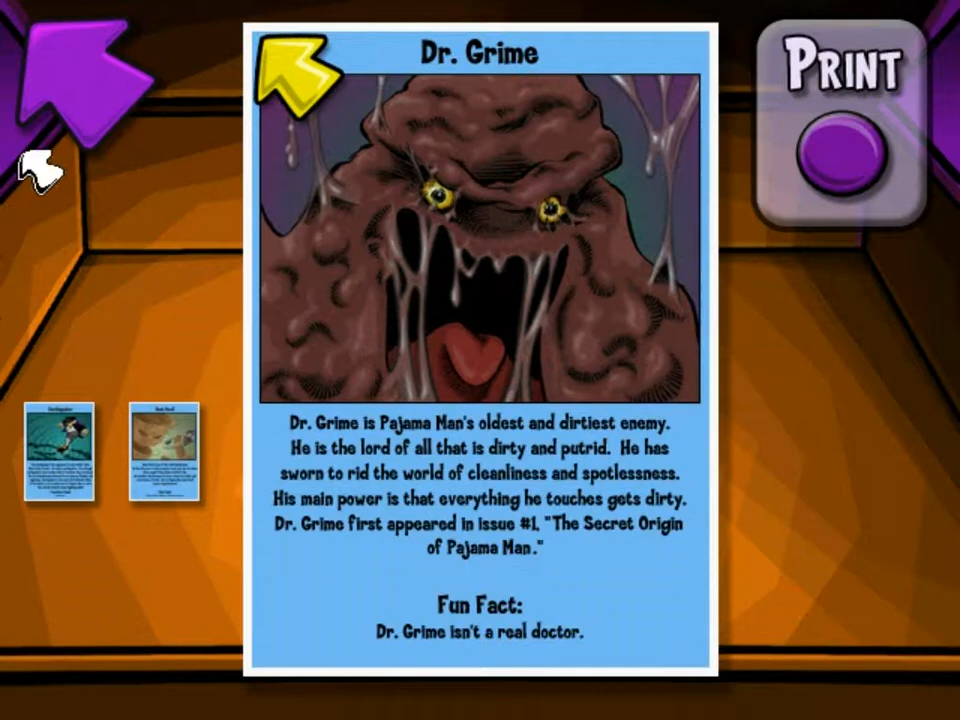 Dr. Grime
PRINT
Dr. Grime is Pajama Man's oldest and dirtiest enemy.
He is the lord of all that is dirty and putrid. He has
sworn to rid the world of cleanliness and spotlessness.
His main power is that everything he touches gets dirty.
Dr. Grime first appeared in issue #1, "The Secret Origin
of Pajama Man."
Fun Fact:
Dr. Grime isn't a real doctor.